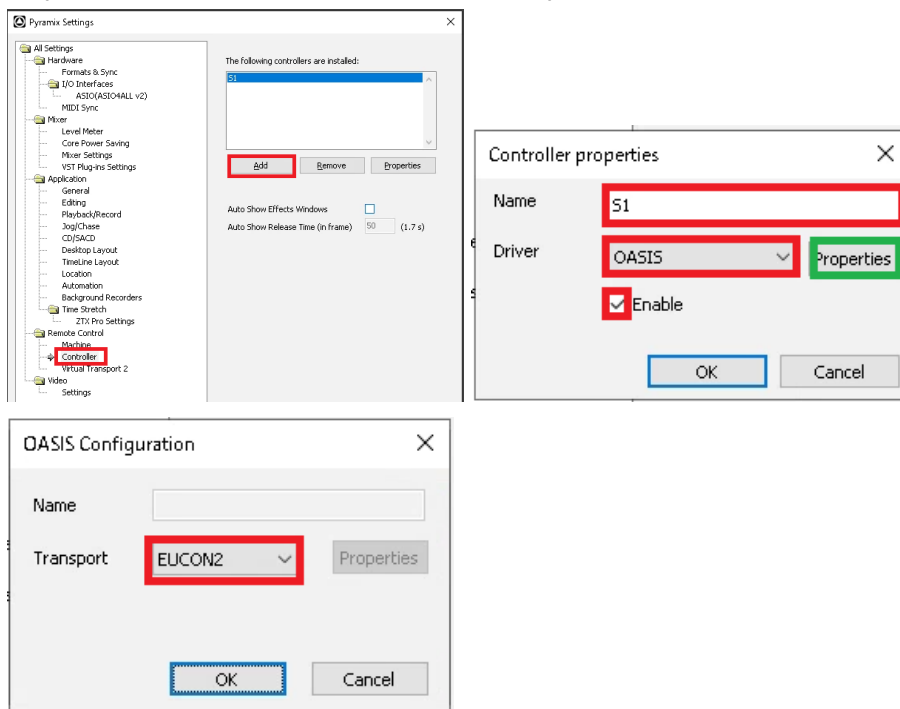 Pyramix Settings
All Settings
Hardware
Formats & Sync
I/O Interfaces
ASIO(ASIO4ALL v2)
MIDI Sync
Mixer
Level Meter
Core Power Saving
Mixer Settings
VST Plug-ins Settings
Application
General
Editing
Playback/Record
Jog/Chase
CD/SACD
Desktop Layout
TimeLine Layout
Location
Automation
Background Recorders
Time Stretch
ZTX Pro Settings
Remote Control
Machine
Controller
Virtual Transport 2
Video
Settings
The following controllers are installed:
S1
Add Remove Properties
Auto Show Effects Windows
Auto Show Release Time (in frame) 50 (1.7 s)
Controller properties
Name S1
Driver OASIS Properties
Enable
OK Cancel
OASIS Configuration
Name
Transport EUCON2 Properties
OK Cancel